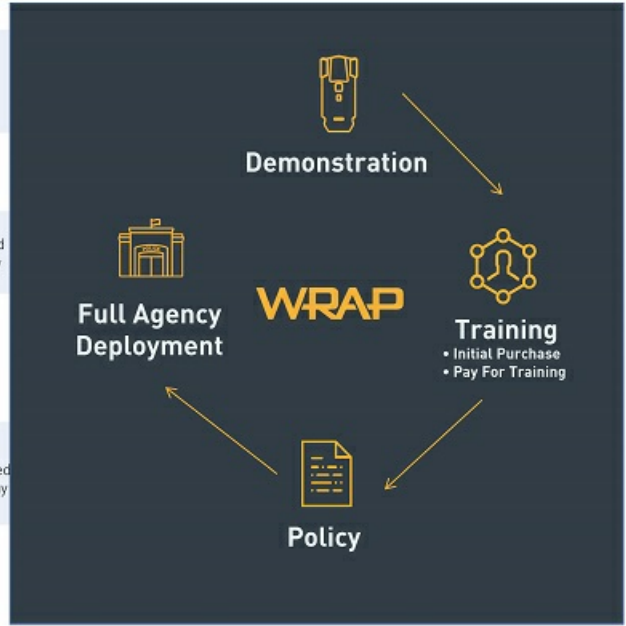 Demonstration
WRAP
Full Agency
Deployment
Training
• Initial Purchase
• Pay For Training
Policy